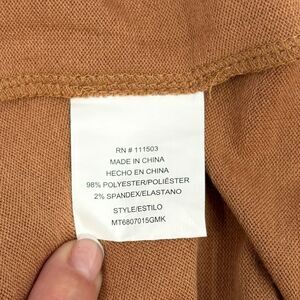 RN # 111503
MADE IN CHINA
HECHO EN CHINA
98% POLYESTER/POLIÉSTER
2% SPANDEX/ELASTANO
STYLE/ESTILO
MT6807015GMK